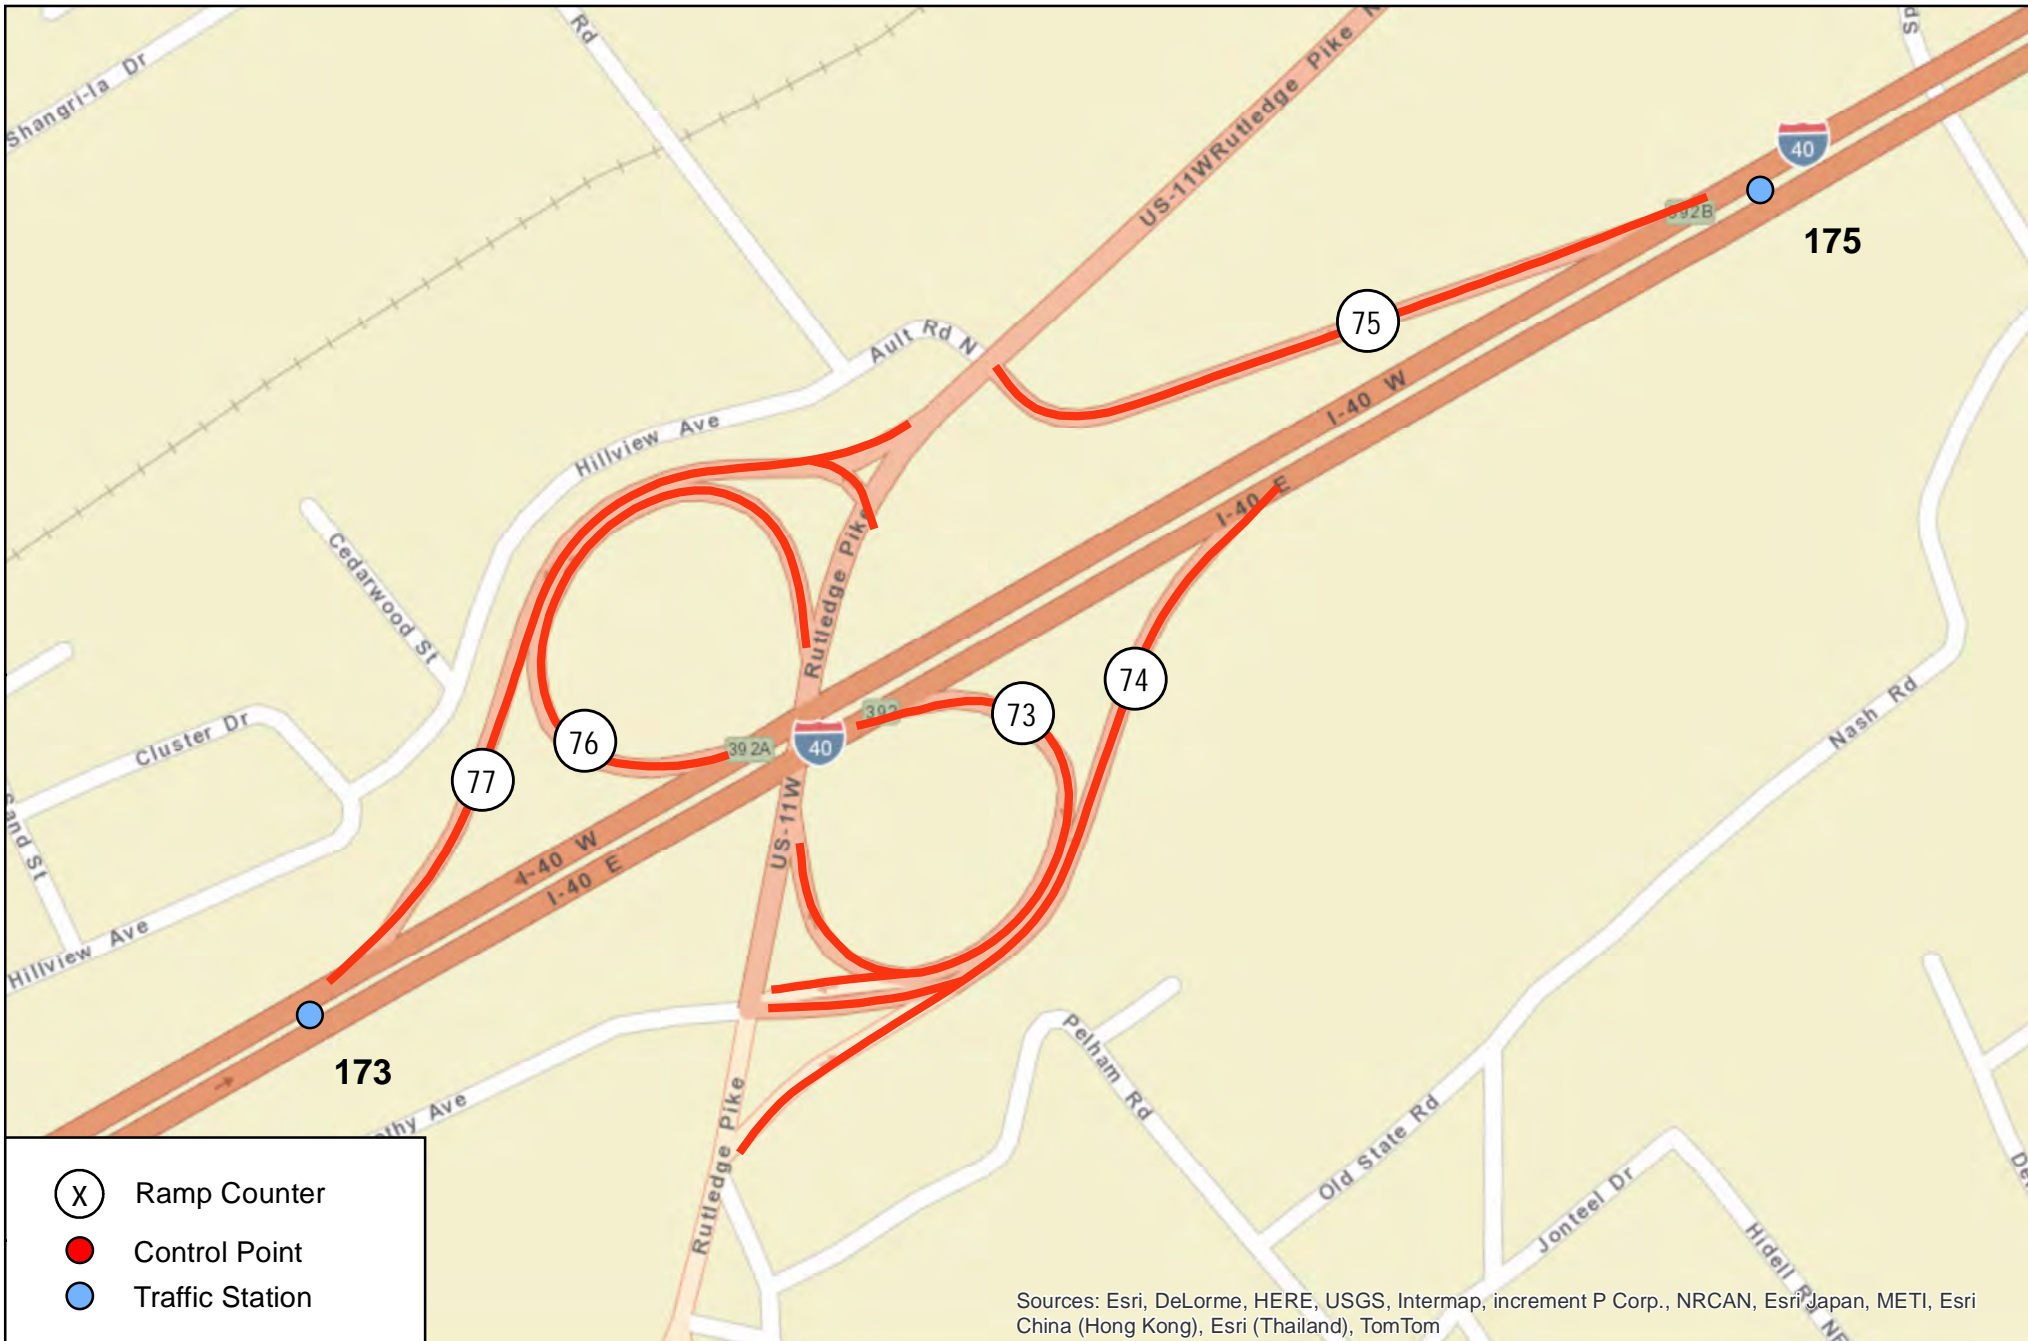 Shangri-la Dr
Rd
US-11W Rutledge Pike
40
392B
175
75
Ault Rd N
I-40 W
Hillview Ave
I-40 E
Rutledge Pike
Cedarwood St
74
73
392
76
392A
40
77
Cluster Dr
US-11W
Nash Rd
I-40 W
I-40 E
Hillview Ave
173
Pelham Rd
Rutledge Pike
Rutledge Pike
Old State Rd
Jonteel Dr
X Ramp Counter
Control Point
Traffic Station
Sources: Esri, DeLorme, HERE, USGS, Intermap, increment P Corp., NRCAN, Esri Japan, METI, Esri
China (Hong Kong), Esri (Thailand), TomTom